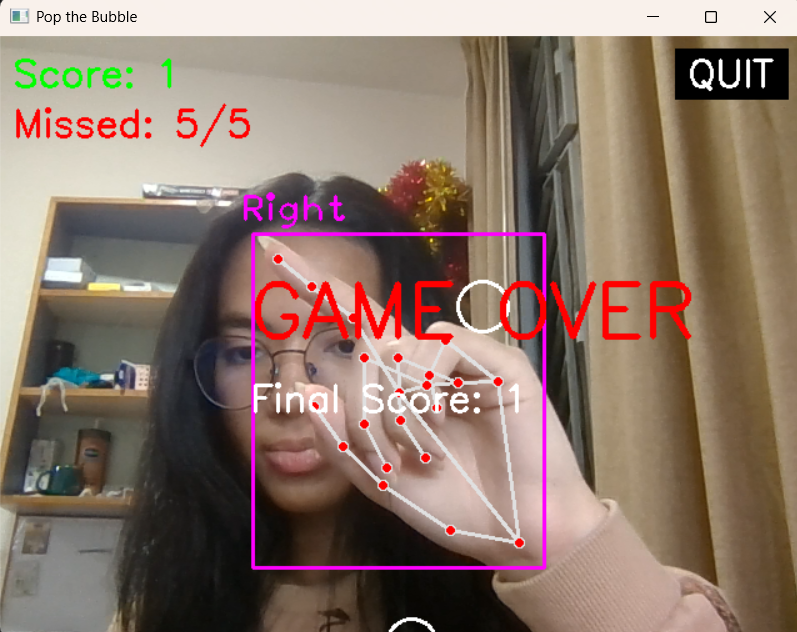 Pop the Bubble
Score: 1
QUIT
Missed: 5/5
Right
GAME OVER
Final Score: 1